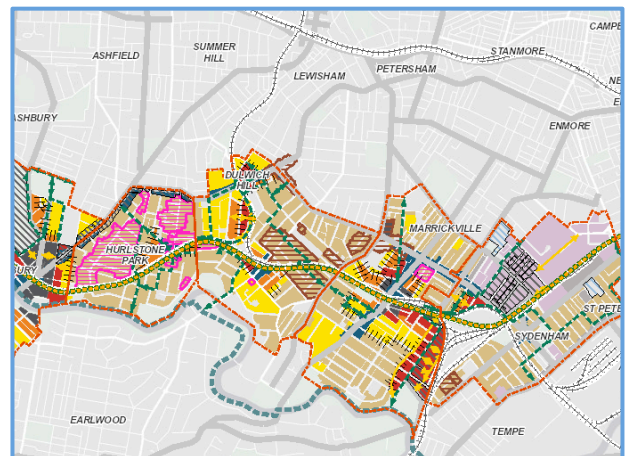 CAMPE
SUMMER
HILL
STANMORE
ASHFIELD
PETERSHAM
LEWISHAM
NE
E
ASHBURY
ENMORE
DULWICH
HILL
MARRICKVILLE
HURLSTONE
PARK
BURY
ST PETE
SYDENHAM
EARLWOOD
TEMPE